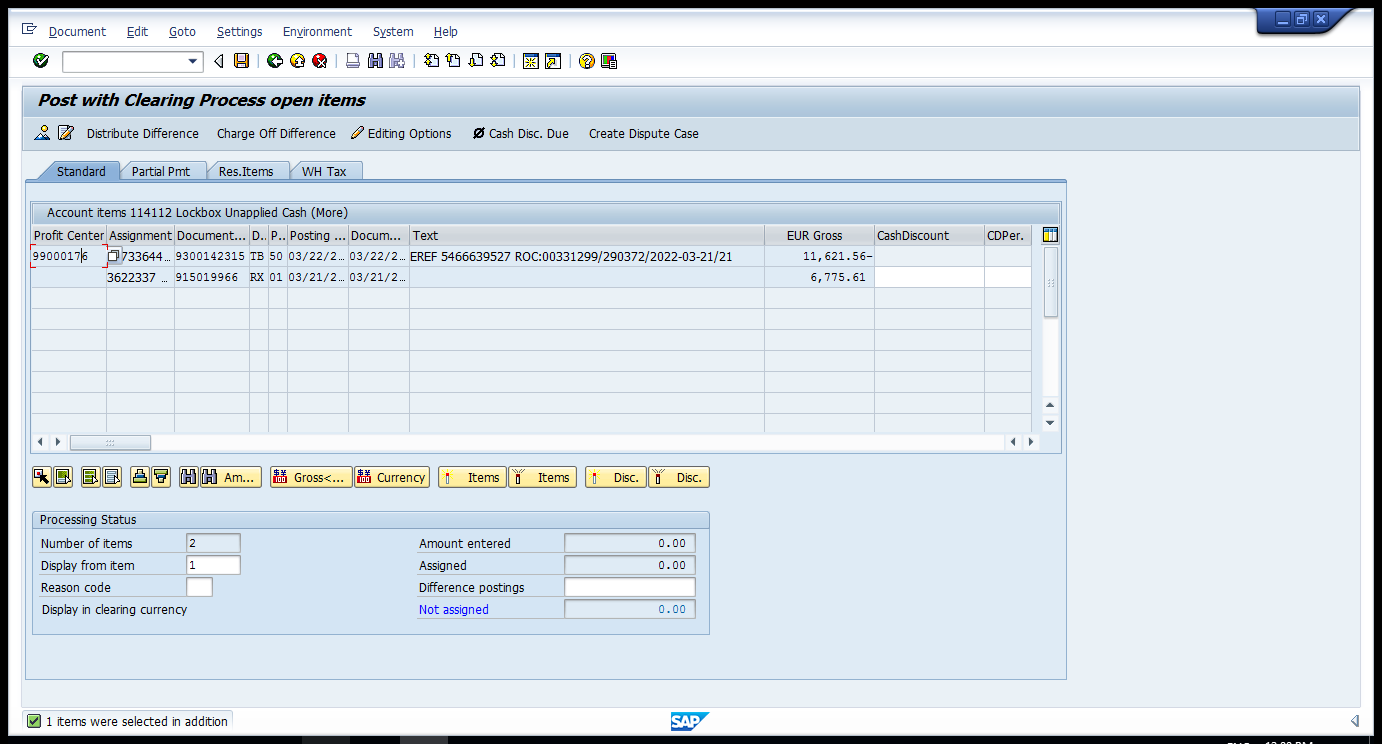 Document Edit Goto Settings Environment System Help
Post with Clearing Process open items
Distribute Difference Charge Off Difference Editing Options Cash Disc. Due Create Dispute Case
Standard Partial Pmt Res.Items WH Tax
Account items 114112 Lockbox Unapplied Cash (More)
Profit Center Assignment Document... D.. P.. Posting ... Docum... Text EUR Gross CashDiscount CDPer.
99000176 733644... 9300142315 TB 50 03/22/2... 03/22/2... EREF 5466639527 ROC:00331299/290372/2022-03-21/21 11,621.56-
3622337 ... 915019966 RX 01 03/21/2... 03/21/2... 6,775.61
Am... Gross<... Currency Items Items Disc. Disc.
Processing Status
Number of items 2 Amount entered 0.00
Display from item 1 Assigned 0.00
Reason code Difference postings
Display in clearing currency Not assigned 0.00
1 items were selected in addition SAP